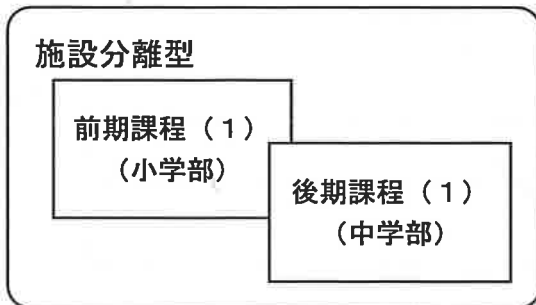 施設分離型
前期課程（１）
（小学部）
後期課程（１）
（中学部）